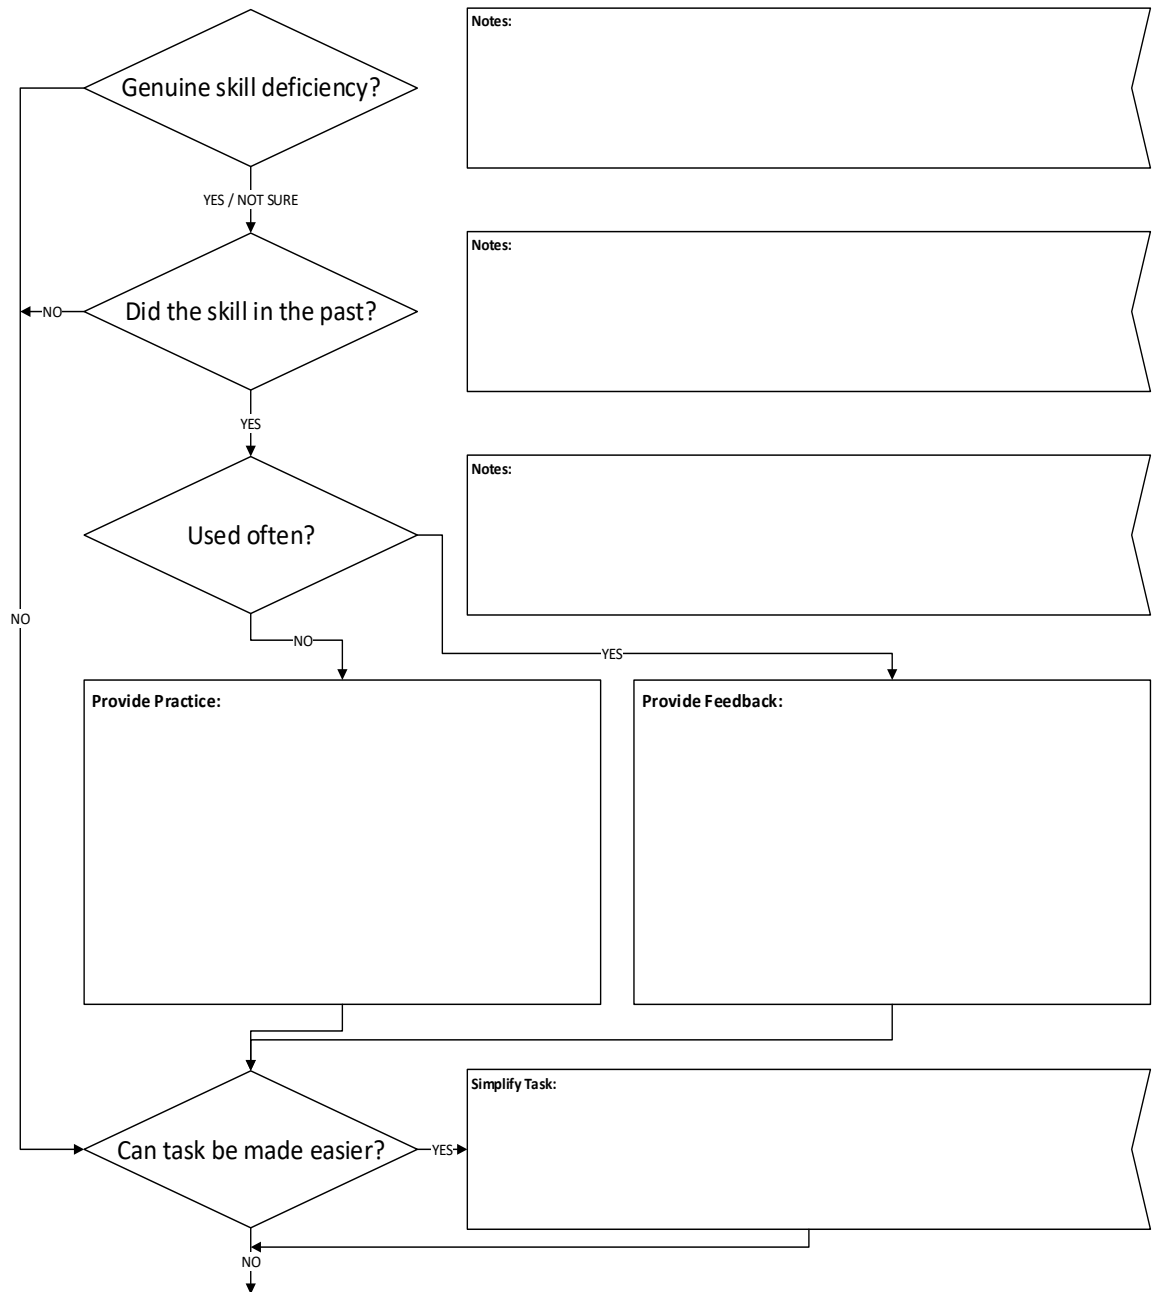 Genuine skill deficiency?
Notes:
YES / NOT SURE
Did the skill in the past?
Notes:
NO
YES
Used often?
Notes:
NO
NO
YES
Provide Practice:
Provide Feedback:
Can task be made easier?
YES
Simplify Task:
NO